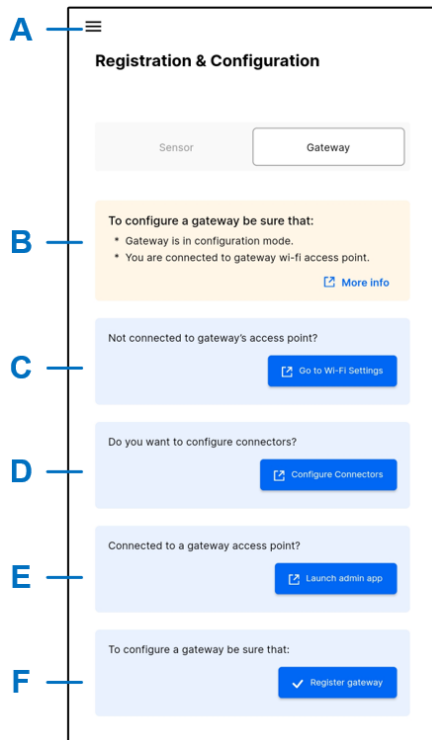 A
Registration & Configuration
Sensor Gateway
B
To configure a gateway be sure that:
* Gateway is in configuration mode.
* You are connected to gateway wi-fi access point.
More info
Not connected to gateway's access point?
C
Go to Wi-Fi Settings
Do you want to configure connectors?
D
Configure Connectors
Connected to a gateway access point?
E
Launch admin app
To configure a gateway be sure that:
F
Register gateway